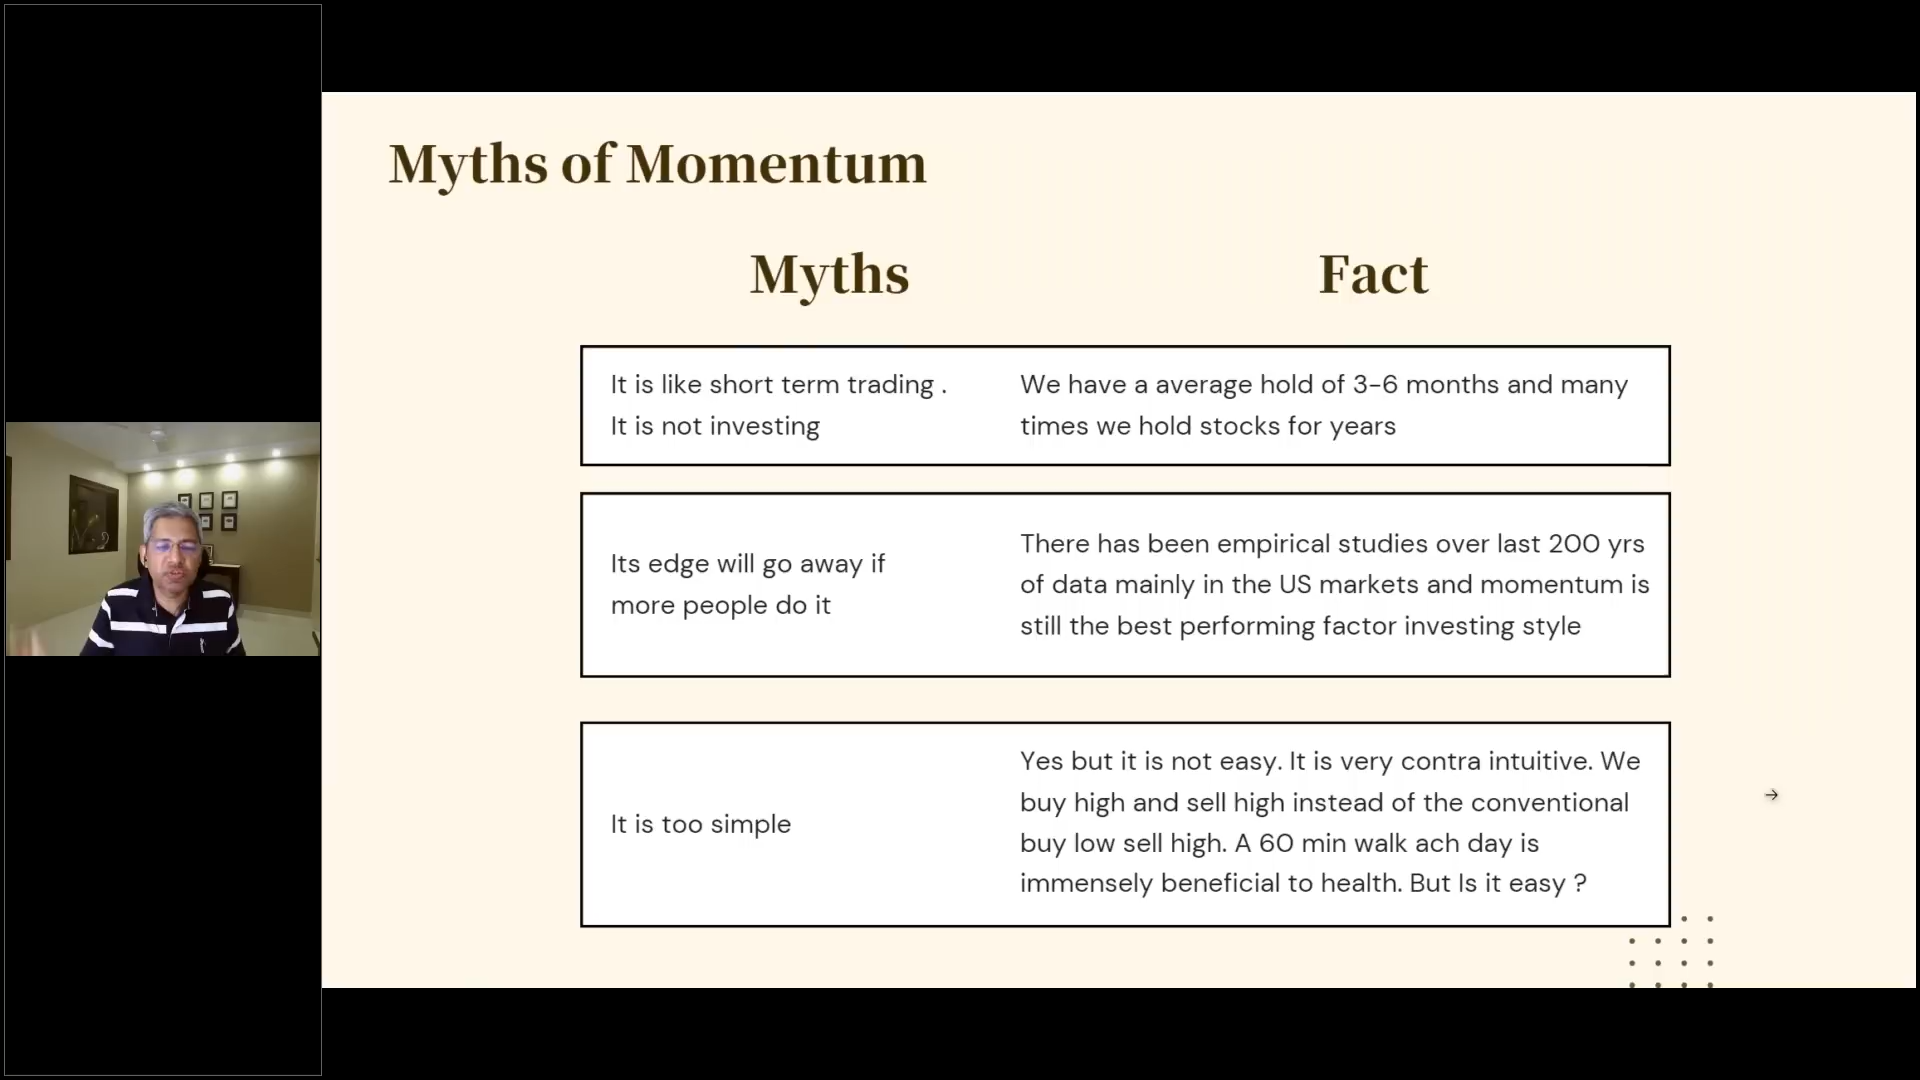 Myths of Momentum
Myths
Fact
It is like short term trading .
It is not investing
We have a average hold of 3-6 months and many
times we hold stocks for years
Its edge will go away if
more people do it
There has been empirical studies over last 200 yrs
of data mainly in the US markets and momentum is
still the best performing factor investing style
It is too simple
Yes but it is not easy. It is very contra intuitive. We
buy high and sell high instead of the conventional
buy low sell high. A 60 min walk ach day is
immensely beneficial to health. But Is it easy ?